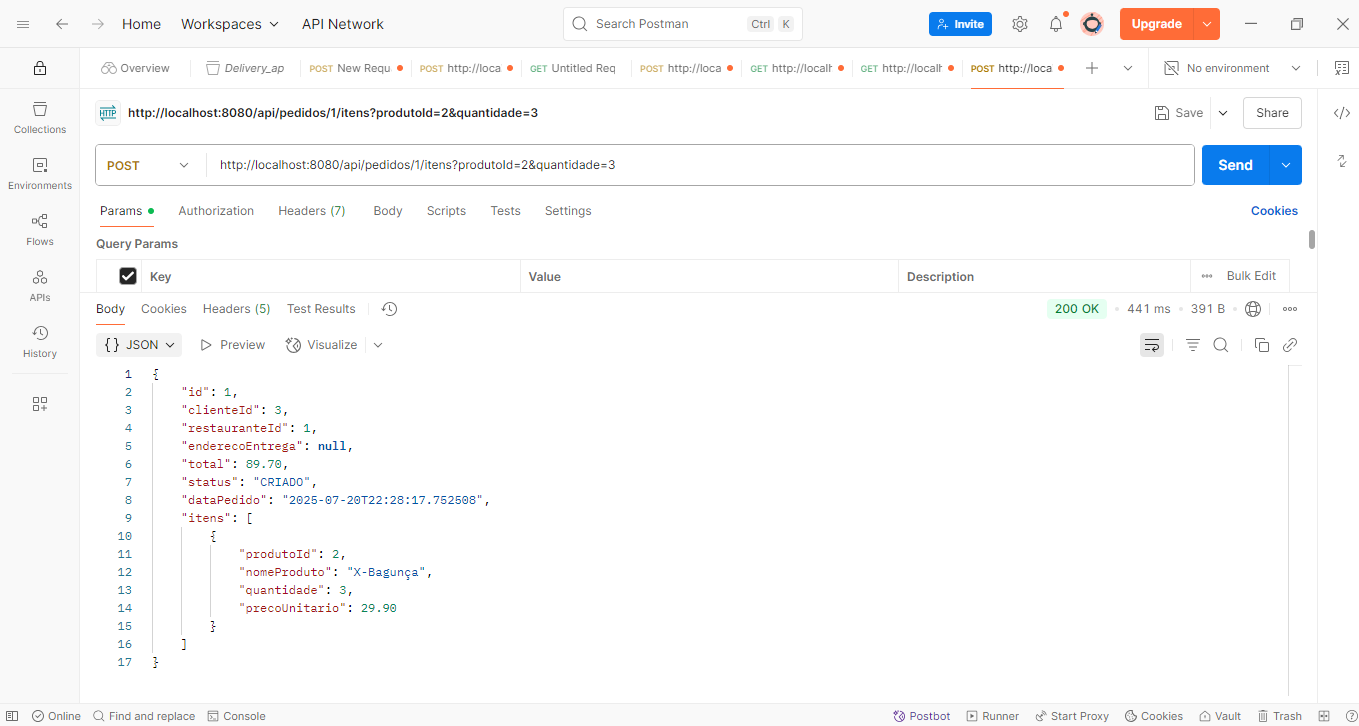 Home Workspaces API Network Search Postman Ctrl K Invite Upgrade
Overview Delivery_ap POST New Requ POST http://loca GET Untitled Req POST http://loca GET http://localh GET http://localh POST http://loca No environment
HTTP http://localhost:8080/api/pedidos/1/itens?produtoId=2&quantidade=3 Save Share
Collections
Environments
Flows
APIs
History
POST http://localhost:8080/api/pedidos/1/itens?produtoId=2&quantidade=3 Send
Params Authorization Headers (7) Body Scripts Tests Settings Cookies
Query Params
Key Value Description Bulk Edit
Body Cookies Headers (5) Test Results 200 OK 441 ms 391 B
{} JSON Preview Visualize
1 {
2 "id": 1,
3 "clienteId": 3,
4 "restauranteId": 1,
5 "enderecoEntrega": null,
6 "total": 89.70,
7 "status": "CRIADO",
8 "dataPedido": "2025-07-20T22:28:17.752508",
9 "itens": [
10 {
11 "produtoId": 2,
12 "nomeProduto": "X-Bagunça",
13 "quantidade": 3,
14 "precoUnitario": 29.90
15 }
16 ]
17 }
Online Find and replace Console Postbot Runner Start Proxy Cookies Vault Trash